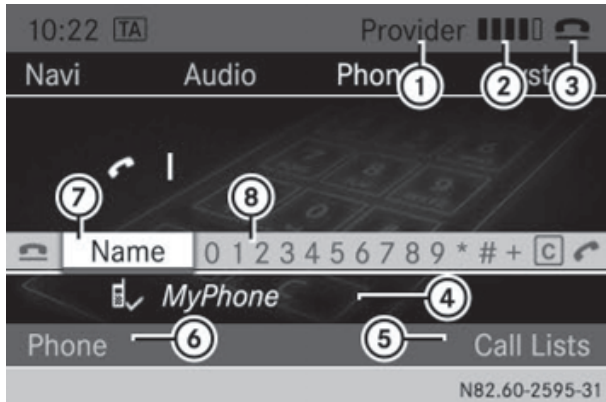 10:22 TA Provider
Navi Audio Phon yst
1 2 3
7 8
Name 0 1 2 3 4 5 6 7 8 9 * # + C
MyPhone 4
Phone 6 5 Call Lists
N82.60-2595-31